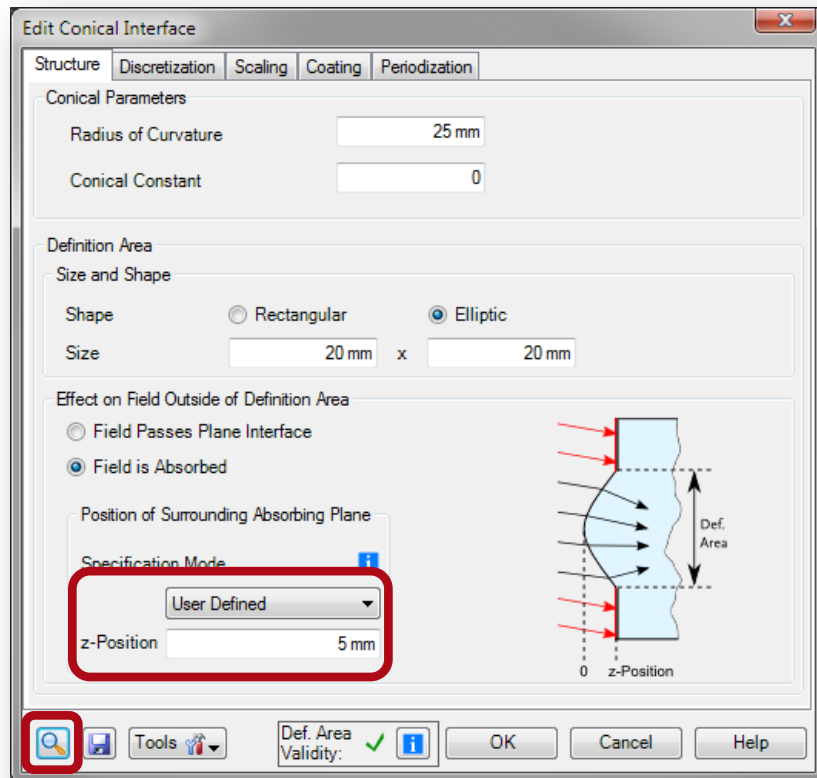 Edit Conical Interface
Structure Discretization Scaling Coating Periodization
Conical Parameters
Radius of Curvature 25 mm
Conical Constant 0
Definition Area
Size and Shape
Shape Rectangular Elliptic
Size 20 mm x 20 mm
Effect on Field Outside of Definition Area
Field Passes Plane Interface
Field is Absorbed
Position of Surrounding Absorbing Plane
Specification Mode
User Defined
z-Position 5 mm
Def.
Area
0 z-Position
Tools
Def. Area
Validity:
OK Cancel Help